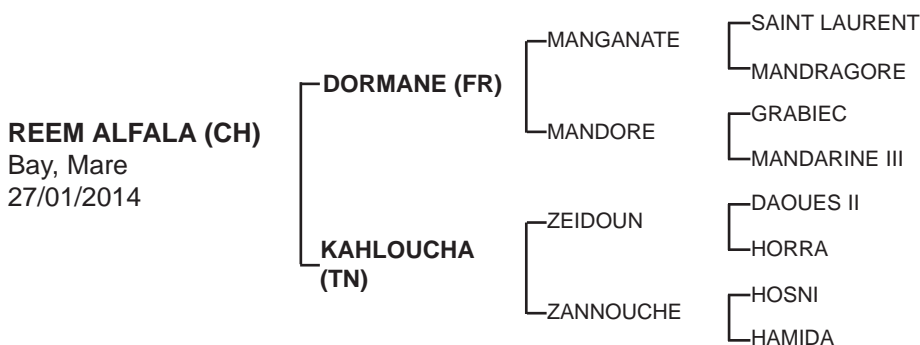 REEM ALFALA (CH)
Bay, Mare
27/01/2014
DORMANE (FR)
KAHLOUCHA
(TN)
MANGANATE
MANDORE
ZEIDOUN
ZANNOUCHE
SAINT LAURENT
MANDRAGORE
GRABIEC
MANDARINE III
DAOUES II
HORRA
HOSNI
HAMIDA